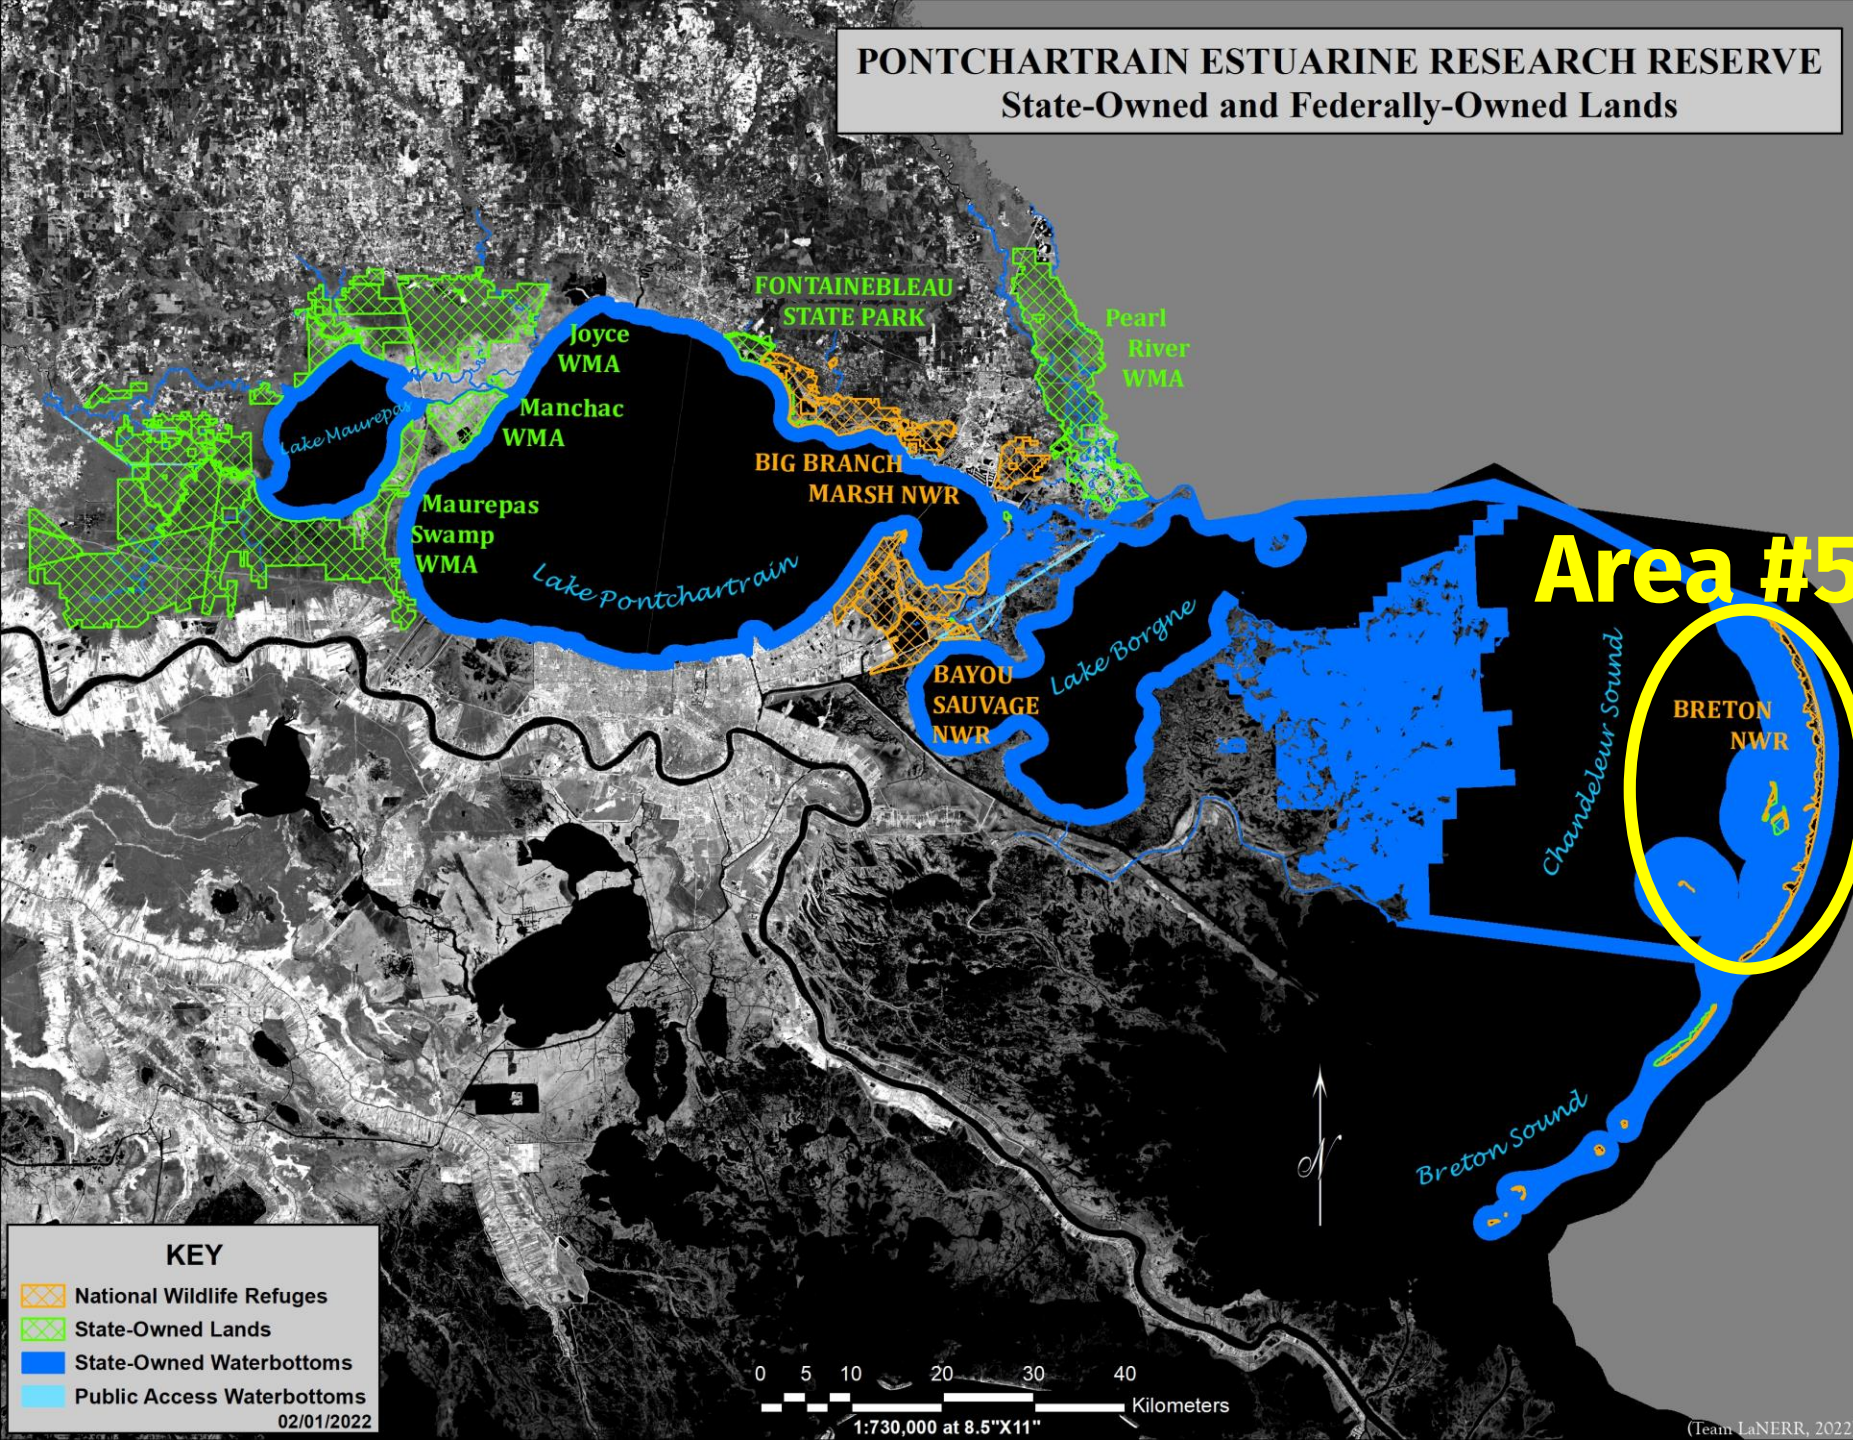 PONTCHARTRAIN ESTUARINE RESEARCH RESERVE
State-Owned and Federally-Owned Lands
FONTAINEBLEAU
STATE PARK
Joyce
WMA
Pearl
River
WMA
Lake Maurepas
Manchac
WMA
BIG BRANCH
MARSH NWR
Maurepas
Swamp
WMA
Lake Pontchartrain
Area #5
Lake Borgne
BAYOU
SAUVAGE
NWR
Chandeleur Sound
BRETON
NWR
Breton Sound
N
KEY
National Wildlife Refuges
State-Owned Lands
State-Owned Waterbottoms
Public Access Waterbottoms
02/01/2022
0 5 10 20 30 40
Kilometers
1:730,000 at 8.5"X11"
(Team LaNERR, 2022